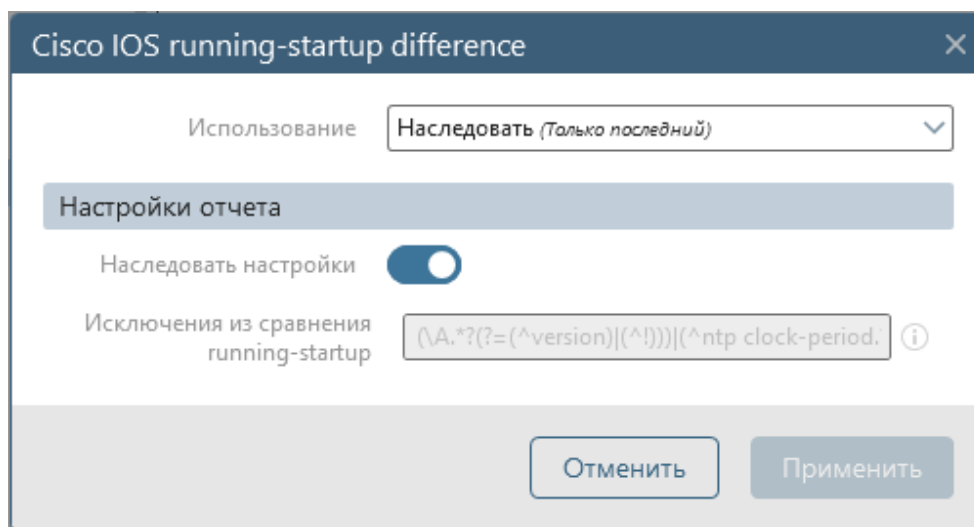 Cisco IOS running-startup difference
Использование
Наследовать (Только последний)
Настройки отчета
Наследовать настройки
Исключения из сравнения
running-startup
(\A.*?(?=(^version)|(^!)))|(^ntp clock-period.
Отменить
Применить